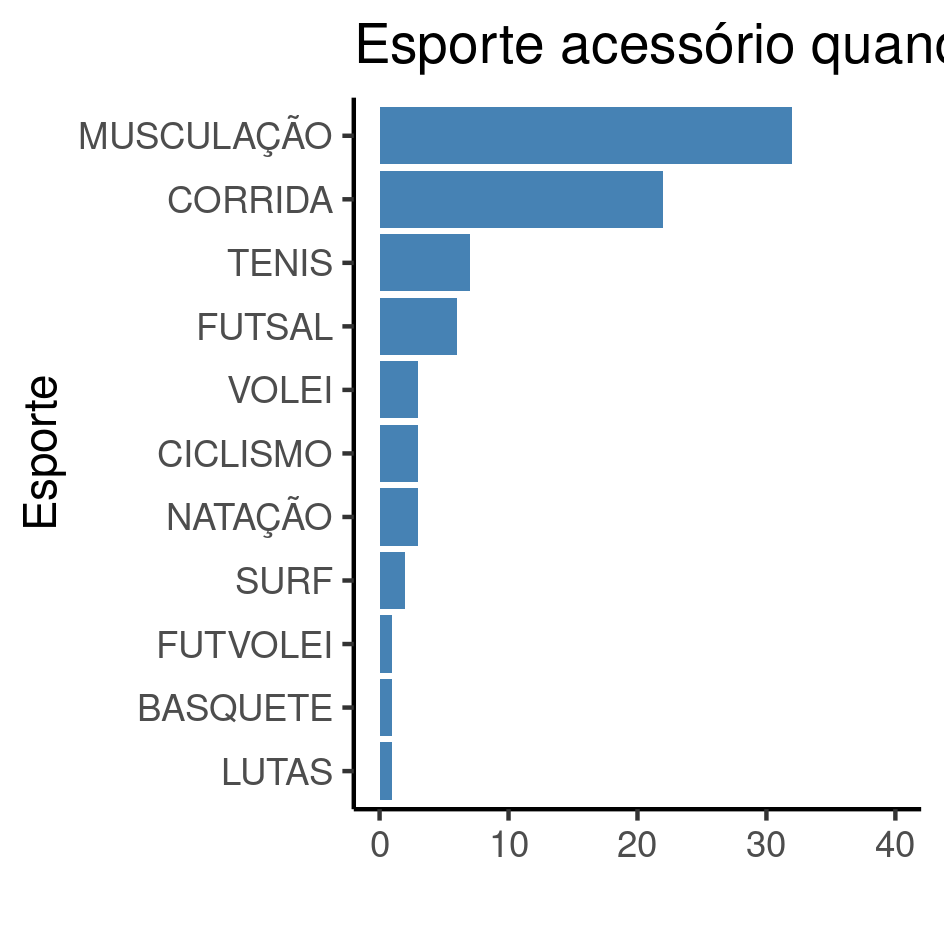 Esporte acessório quand
MUSCULAÇÃO
CORRIDA
TENIS
FUTSAL
VOLEI
CICLISMO
NATAÇÃO
SURF
FUTVOLEI
BASQUETE
LUTAS
Esporte
0 10 20 30 40